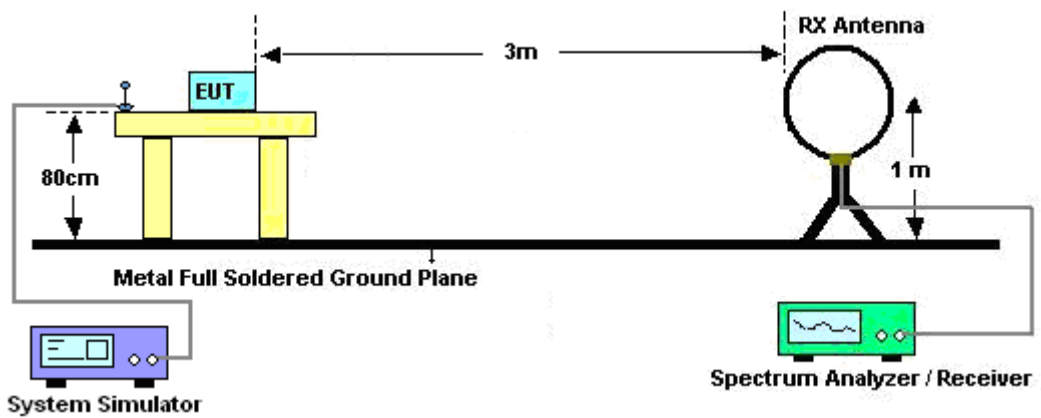 RX Antenna
3m
EUT
80cm
1 m
Metal Full Soldered Ground Plane
System Simulator
Spectrum Analyzer / Receiver